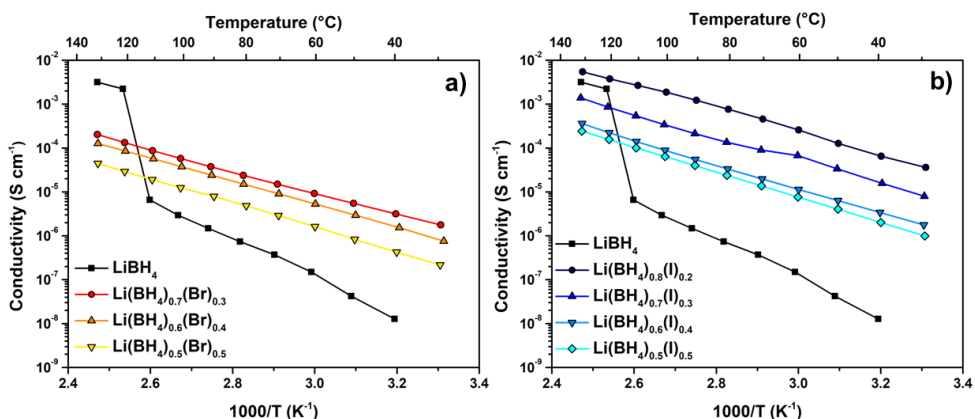 Temperature (°C)
140 120 100 80 60 40
a)
10⁻²
10⁻³
10⁻⁴
10⁻⁵
10⁻⁶
10⁻⁷
10⁻⁸
10⁻⁹
Conductivity (S cm⁻¹)
LiBH₄
Li(BH₄)₀.₇(Br)₀.₃
Li(BH₄)₀.₆(Br)₀.₄
Li(BH₄)₀.₅(Br)₀.₅
2.4 2.6 2.8 3.0 3.2 3.4
1000/T (K⁻¹)
Temperature (°C)
140 120 100 80 60 40
b)
10⁻²
10⁻³
10⁻⁴
10⁻⁵
10⁻⁶
10⁻⁷
10⁻⁸
10⁻⁹
Conductivity (S cm⁻¹)
LiBH₄
Li(BH₄)₀.₈(I)₀.₂
Li(BH₄)₀.₇(I)₀.₃
Li(BH₄)₀.₆(I)₀.₄
Li(BH₄)₀.₅(I)₀.₅
2.4 2.6 2.8 3.0 3.2 3.4
1000/T (K⁻¹)